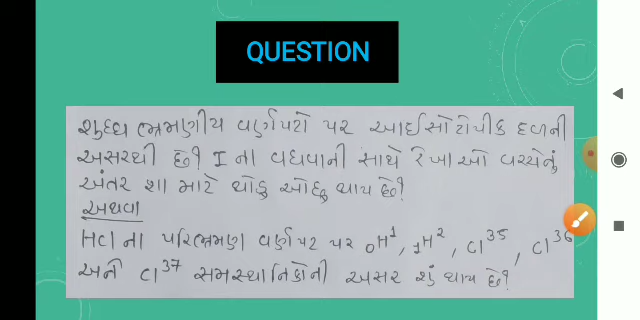 QUESTION
શુદ્ધ ભ્રમણીય વર્ણપટો પર આઈસોટોપીક દળની
અસરથી છે? I ના વધવાની સાથે રેખાઓ વચ્ચેનું
અંતર શા માટે થોડુ ઓછુ થાય છે?
અથવા
HCl ના પરિભ્રમણ વર્ણપટ પર ₀H¹, ₁H², Cl³⁵, Cl³⁶
અને Cl³⁷ સમસ્થાનિકોની અસર શું થાય છે?